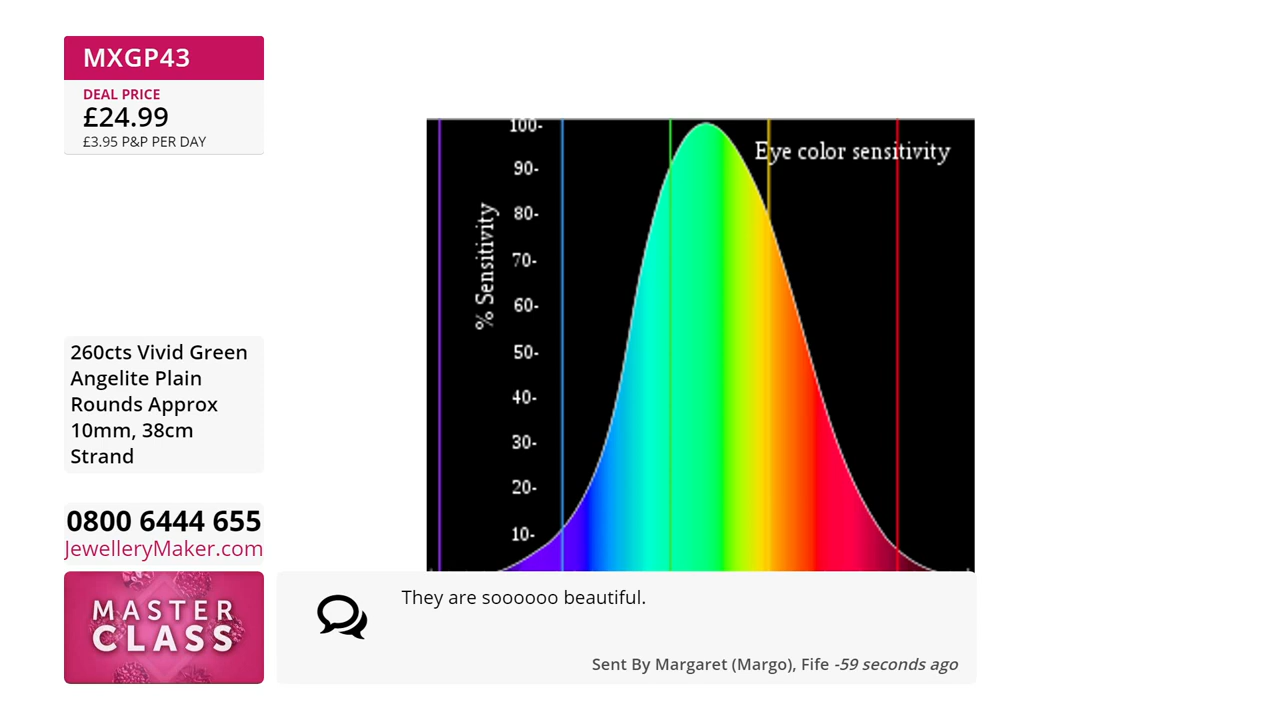 MXGP43
DEAL PRICE
£24.99
£3.95 P&P PER DAY
260cts Vivid Green
Angelite Plain
Rounds Approx
10mm, 38cm
Strand
0800 6444 655
JewelleryMaker.com
MASTER
CLASS
Eye color sensitivity
% Sensitivity
100-
90-
80-
70-
60-
50-
40-
30-
20-
10-
They are soooooo beautiful.
Sent By Margaret (Margo), Fife -59 seconds ago